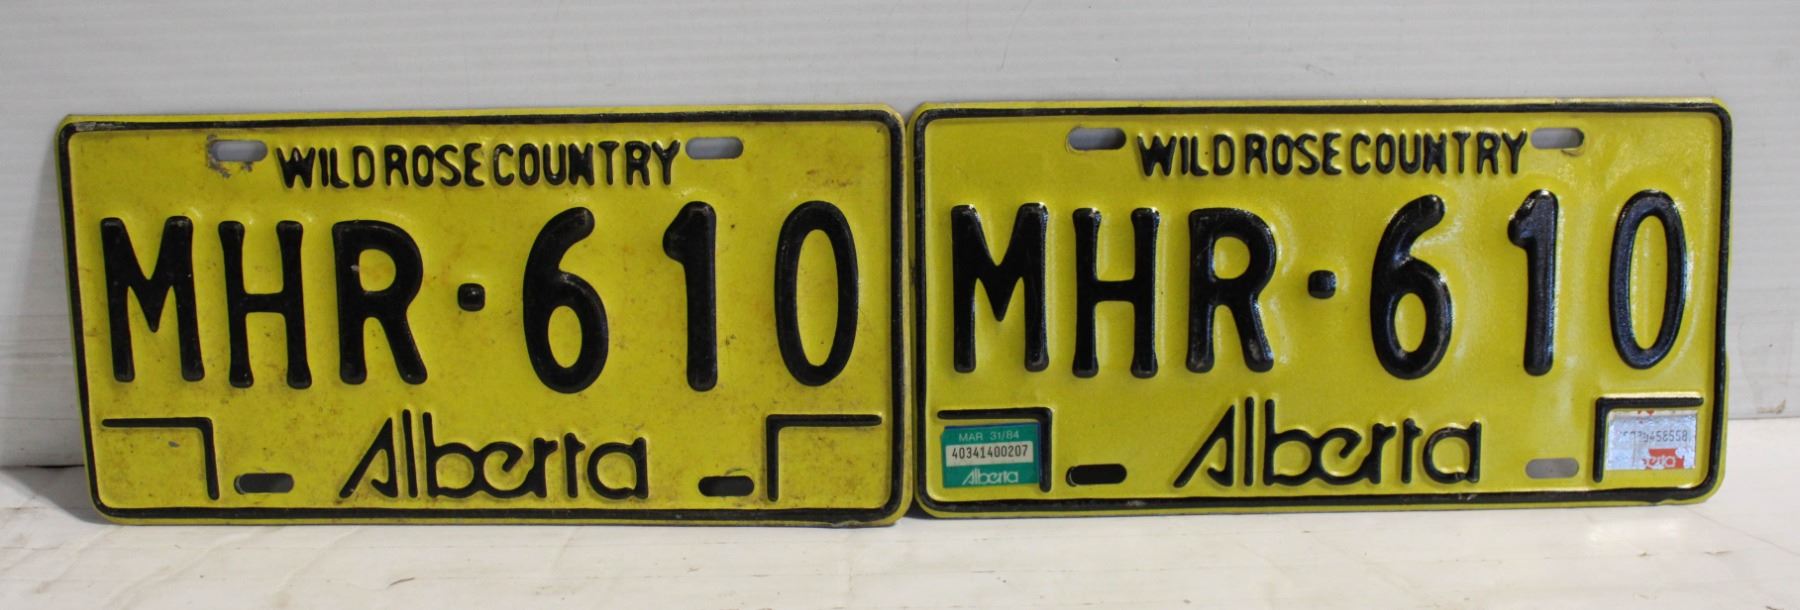 WILD ROSE COUNTRY
MHR·610
Alberta
WILD ROSE COUNTRY
MHR·610
MAR 31/84
40341400207
Alberta
Alberta